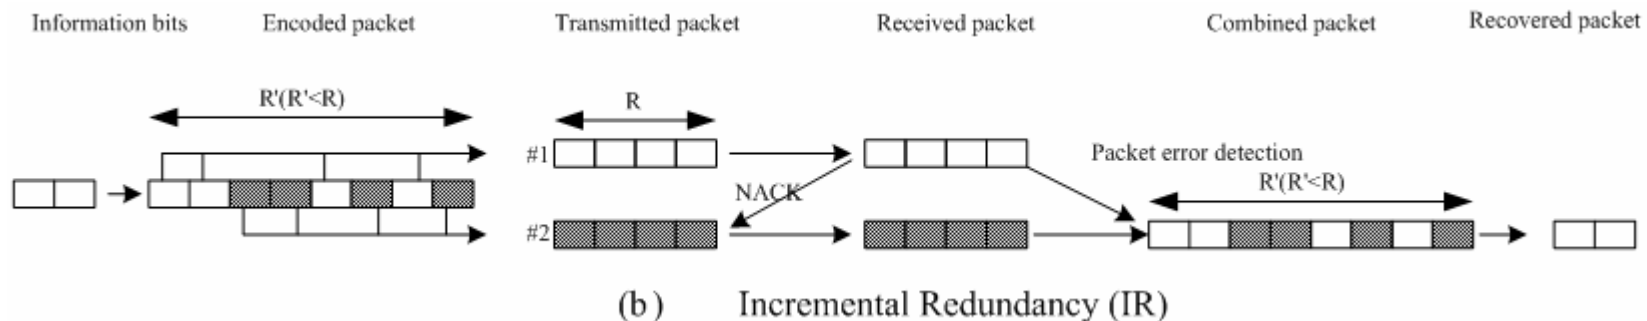 Information bits
Encoded packet
Transmitted packet
Received packet
Combined packet
Recovered packet
R'(R'<R)
R
#1
Packet error detection
R'(R'<R)
NACK
#2
(b) Incremental Redundancy (IR)